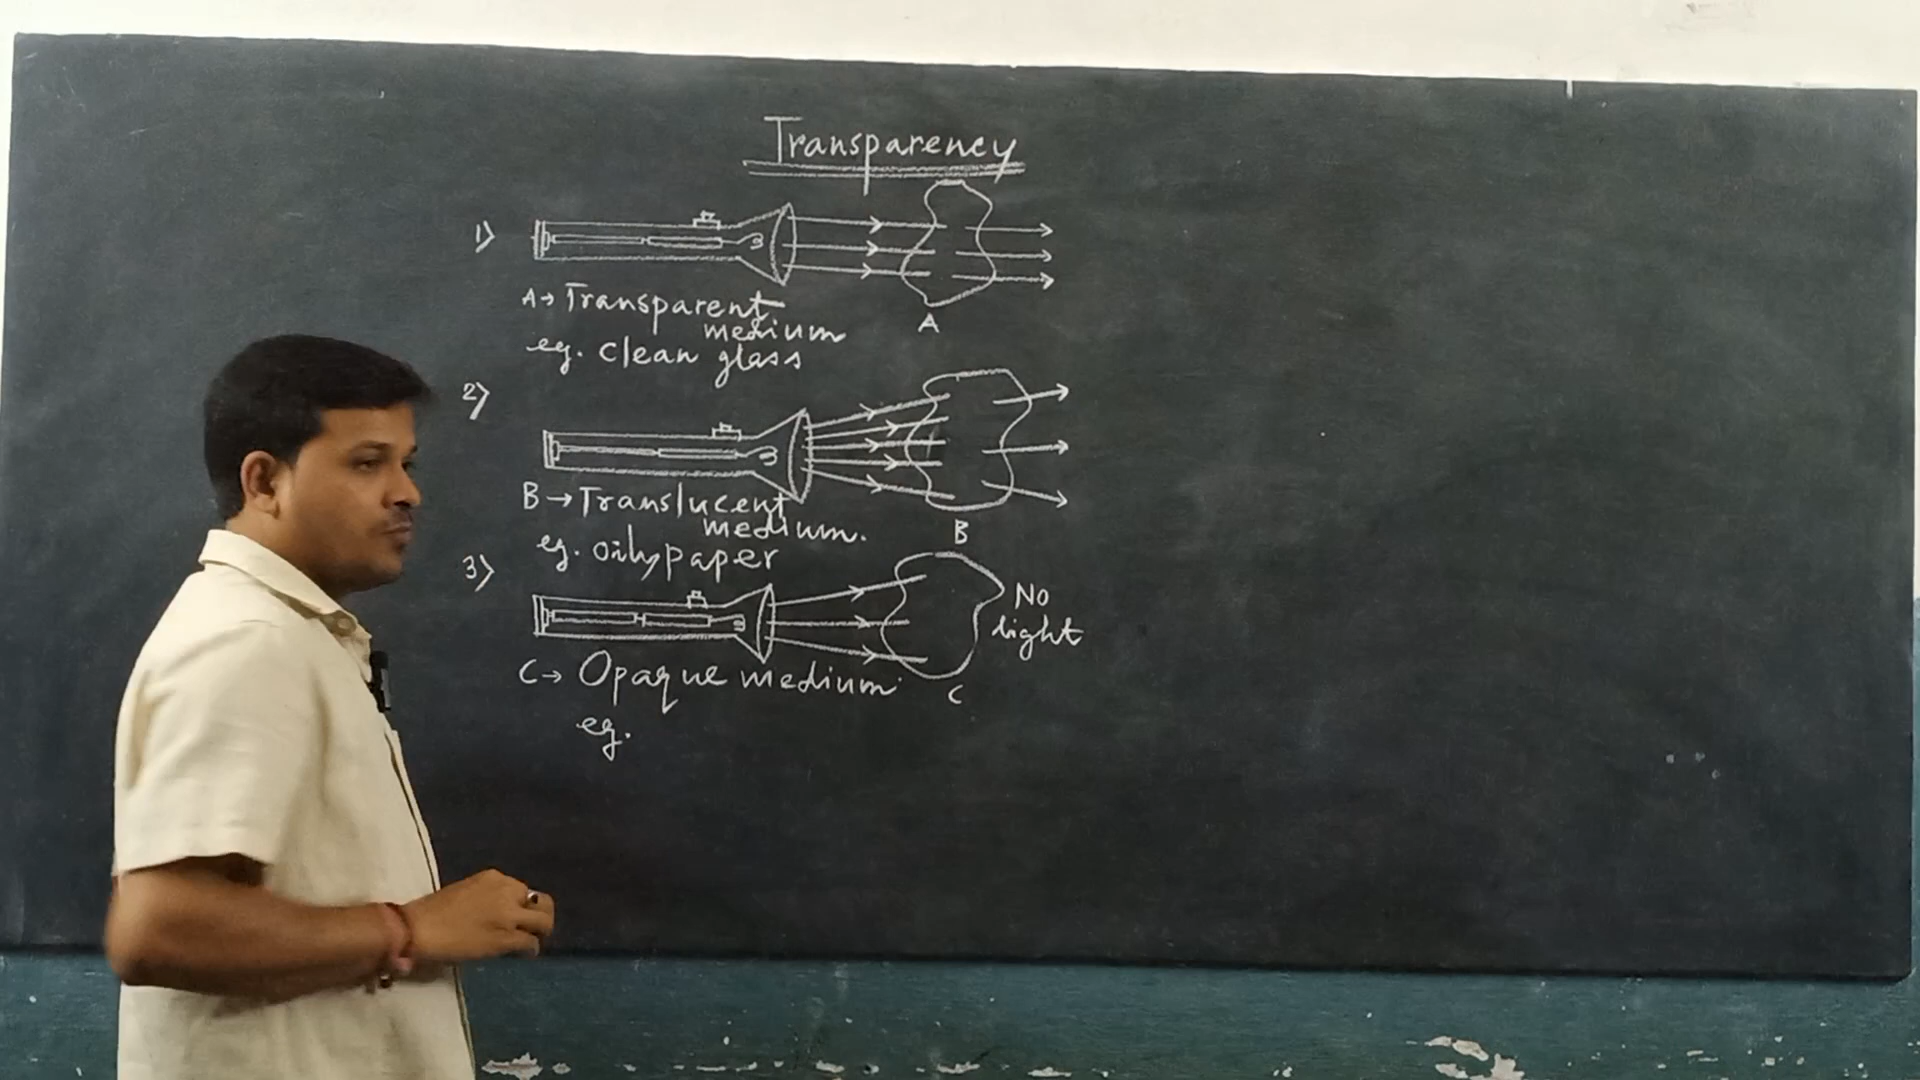 Transparency
1)
A
A→ Transparent
medium
eg. Clean glass
2)
B
B→ Translucent
medium.
eg. oily paper
3)
No
light
C
C→ Opaque medium
eg.